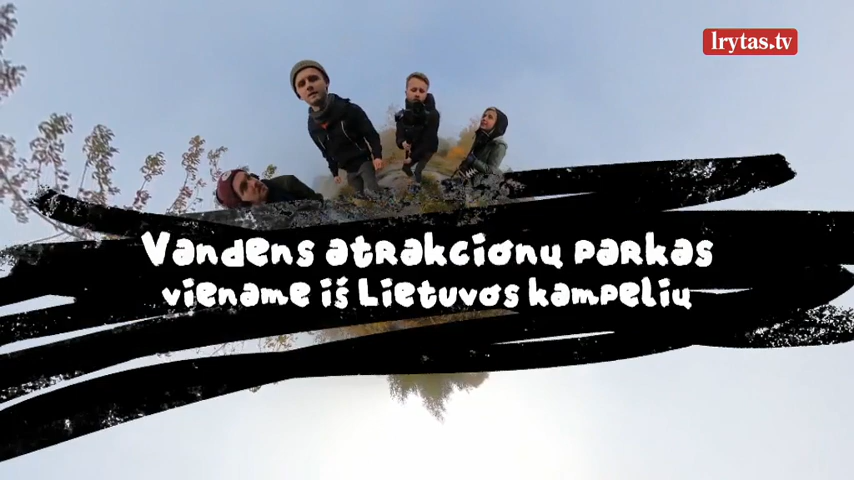 lrytas.tv
Vandens atrakcionų parkas
viename iš Lietuvos kampelių